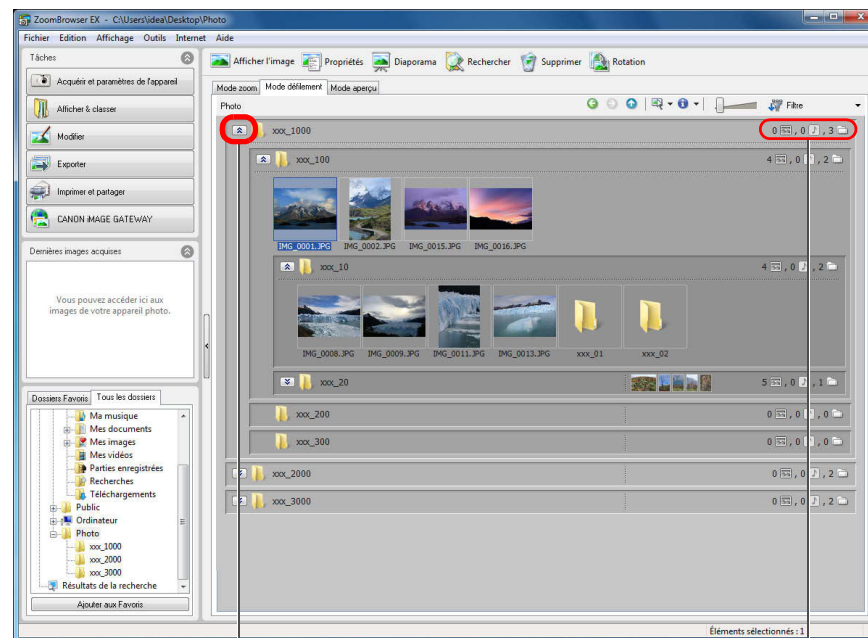 ZoomBrowser EX - C:\Users\idea\Desktop\Photo
Fichier Edition Affichage Outils Internet Aide
Tâches
Acquérir et paramètres de l'appareil
Afficher & classer
Modifier
Exporter
Imprimer et partager
CANON iMAGE GATEWAY
Dernières images acquises
Vous pouvez accéder ici aux
images de votre appareil photo.
Dossiers Favoris Tous les dossiers
Ma musique
Mes documents
Mes images
Mes vidéos
Parties enregistrées
Recherches
Téléchargements
Public
Ordinateur
Photo
xxx_1000
xxx_2000
xxx_3000
Résultats de la recherche
Ajouter aux Favoris
Afficher l'image Propriétés Diaporama Rechercher Supprimer Rotation
Mode zoom Mode défilement Mode aperçu
Photo Filtre
xxx_1000 0 , 0 , 3
xxx_100 4 , 0 , 2
IMG_0001.JPG IMG_0002.JPG IMG_0015.JPG IMG_0016.JPG
xxx_10 4 , 0 , 2
IMG_0008.JPG IMG_0009.JPG IMG_0011.JPG IMG_0013.JPG xxx_01 xxx_02
xxx_20 5 , 0 , 1
xxx_200 0 , 0 , 0
xxx_300 0 , 0 , 0
xxx_2000 0 , 0 , 2
xxx_3000 0 , 0 , 2
Éléments sélectionnés : 1